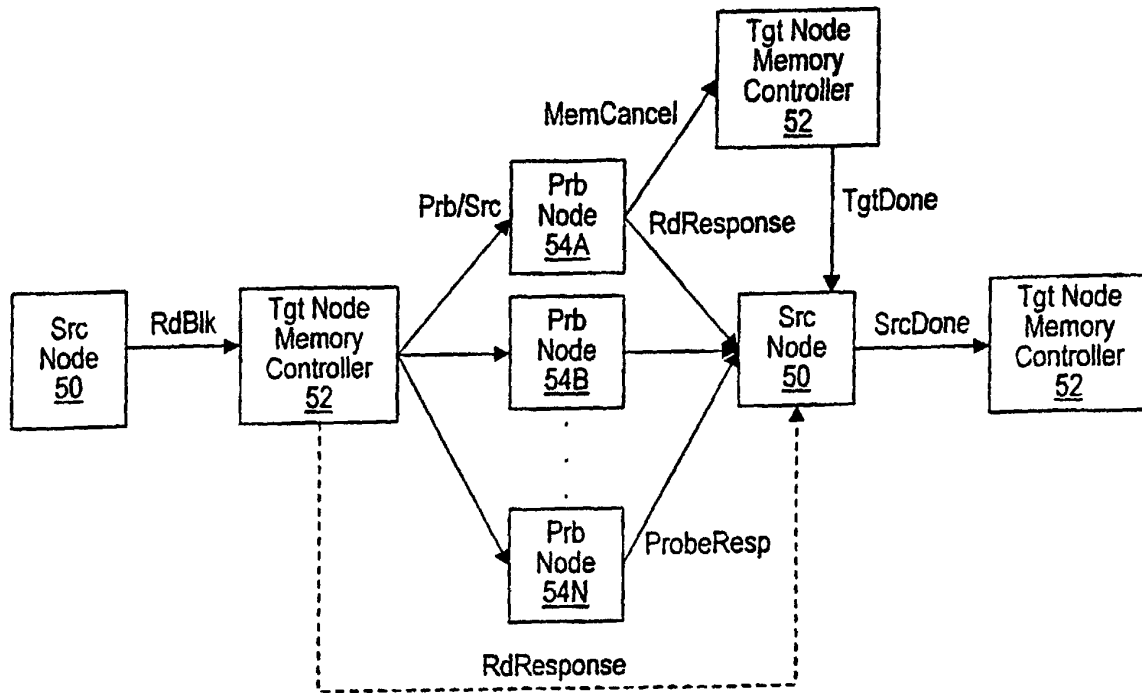 Tgt Node
Memory
Controller
52
MemCancel
Prb/Src
Prb
Node
54A
RdResponse
TgtDone
Src
Node
50
RdBlk
Tgt Node
Memory
Controller
52
Prb
Node
54B
Src
Node
50
SrcDone
Tgt Node
Memory
Controller
52
Prb
Node
54N
ProbeResp
RdResponse